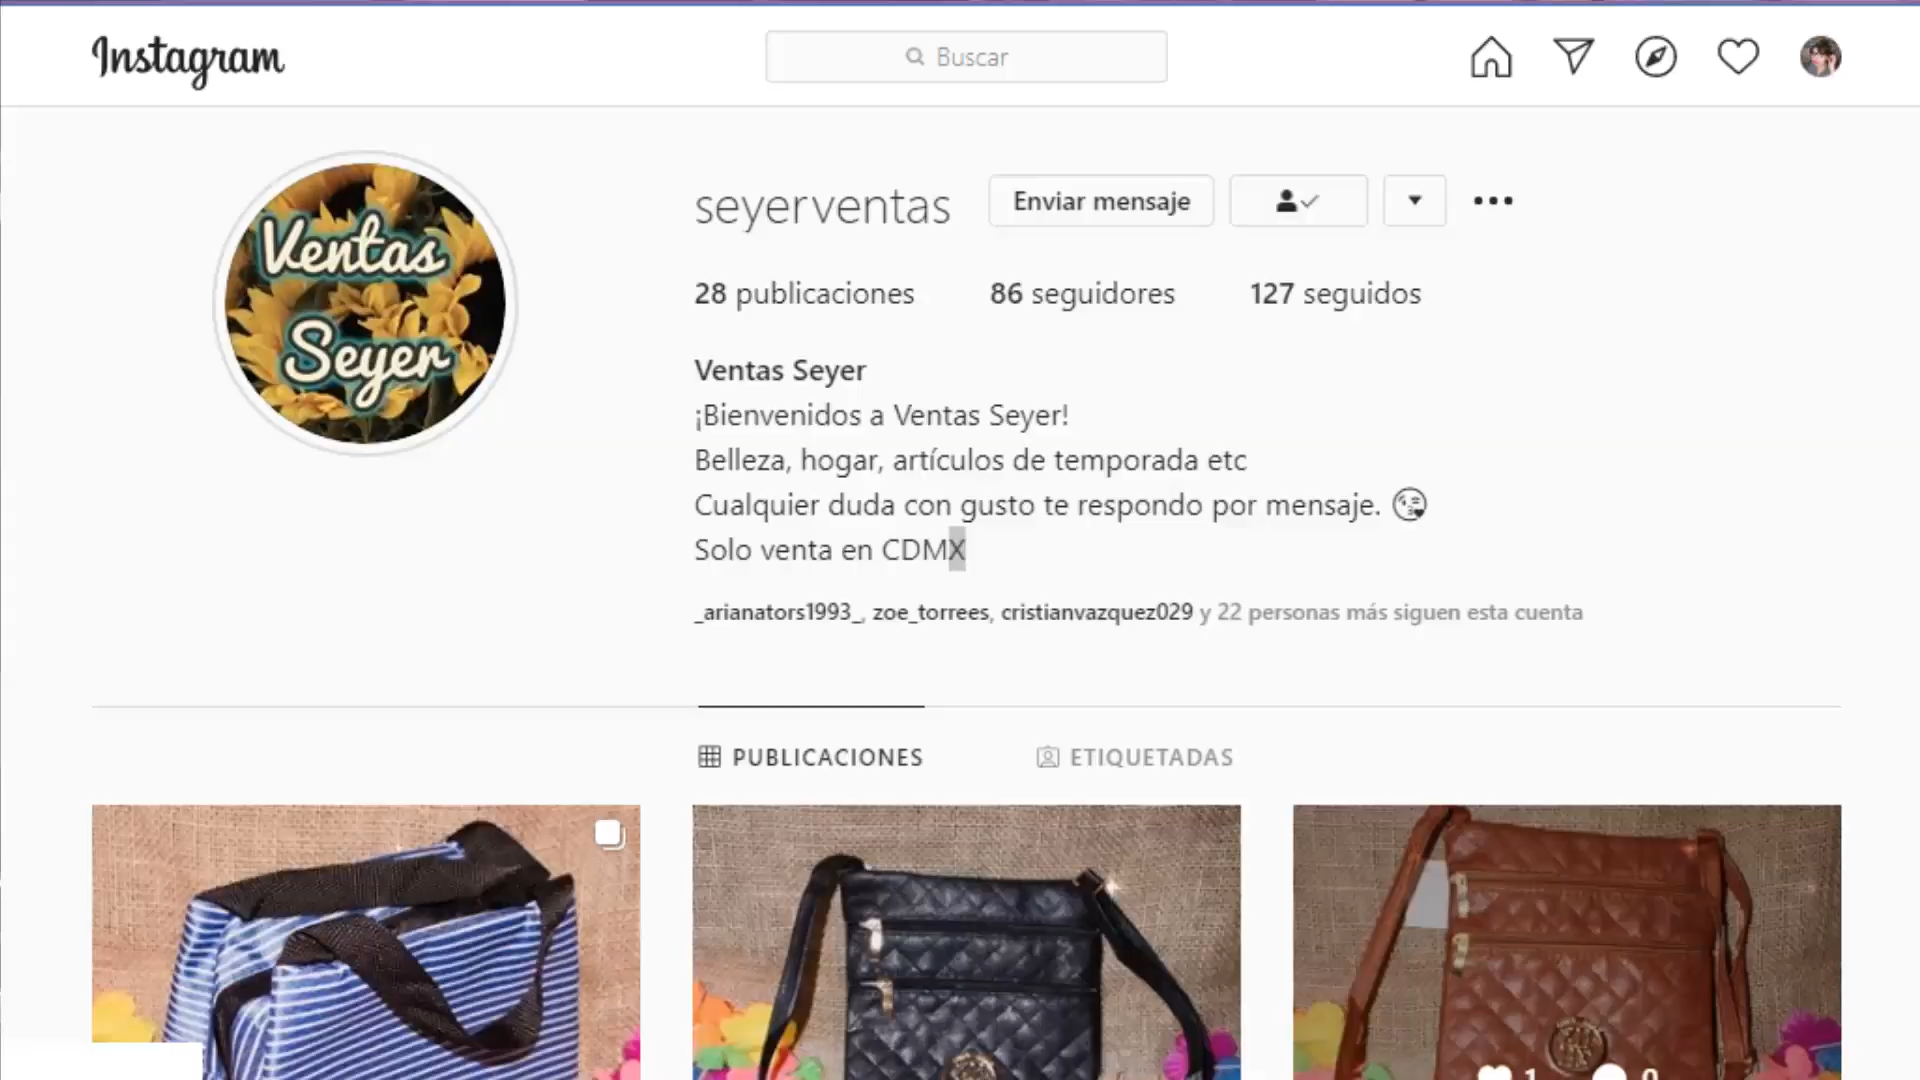 Instagram
Buscar
Ventas
Seyer
seyerventas
Enviar mensaje
28 publicaciones
86 seguidores
127 seguidos
Ventas Seyer
¡Bienvenidos a Ventas Seyer!
Belleza, hogar, artículos de temporada etc
Cualquier duda con gusto te respondo por mensaje. 😘
Solo venta en CDMX
_arianators1993_, zoe_torrees, cristianvazquez029 y 22 personas más siguen esta cuenta
PUBLICACIONES
ETIQUETADAS
1
0